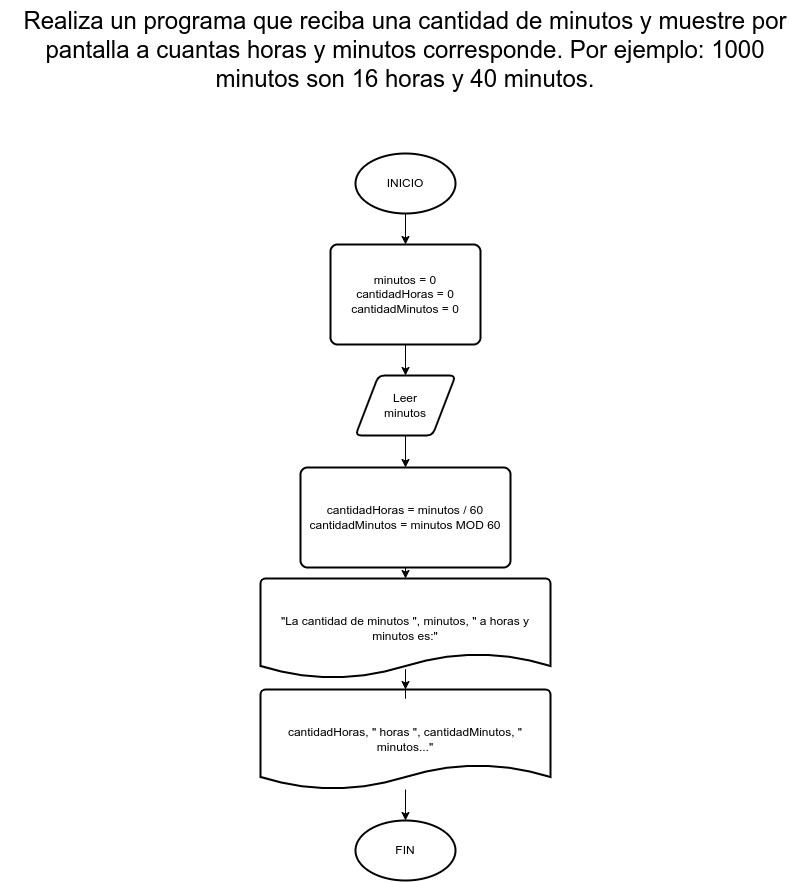 Realiza un programa que reciba una cantidad de minutos y muestre por
pantalla a cuantas horas y minutos corresponde. Por ejemplo: 1000
minutos son 16 horas y 40 minutos.
INICIO
minutos = 0
cantidadHoras = 0
cantidadMinutos = 0
Leer
minutos
cantidadHoras = minutos / 60
cantidadMinutos = minutos MOD 60
"La cantidad de minutos ", minutos, " a horas y
minutos es:"
cantidadHoras, " horas ", cantidadMinutos, "
minutos..."
FIN